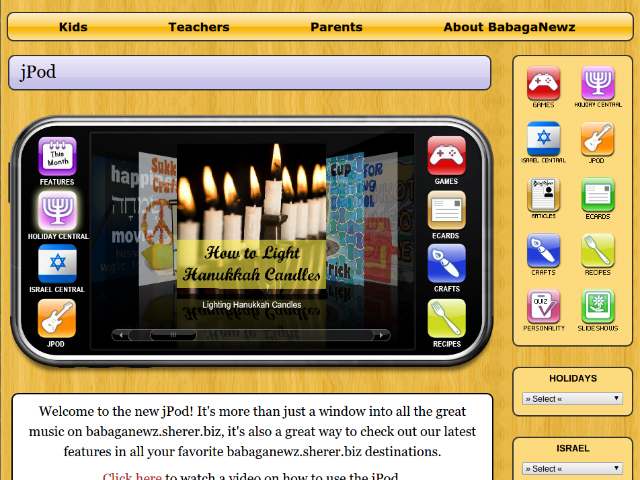 Kids Teachers Parents About BabagaNewz
jPod
This Month
FEATURES
HOLIDAY CENTRAL
ISRAEL CENTRAL
JPOD
happi
movi
Sukk
Cra
How to Light
Hanukkah Candles
Lighting Hanukkah Candles
cup
rick
FOR
GAMES
ECARDS
CRAFTS
RECIPES
GAMES HOLIDAY CENTRAL
ISRAEL CENTRAL JPOD
ARTICLES ECARDS
CRAFTS RECIPES
QUIZ
PERSONALITY SLIDESHOWS
HOLIDAYS
» Select «
ISRAEL
» Select «
Welcome to the new jPod! It's more than just a window into all the great
music on babaganewz.sherer.biz, it's also a great way to check out our latest
features in all your favorite babaganewz.sherer.biz destinations.
Click here to watch a video on how to use the jPod